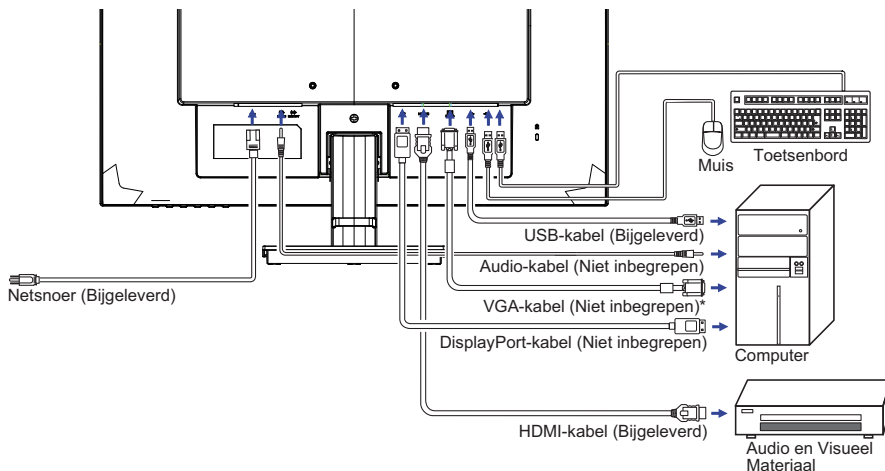 Muis
Toetsenbord
USB-kabel (Bijgeleverd)
Audio-kabel (Niet inbegrepen)
Netsnoer (Bijgeleverd)
VGA-kabel (Niet inbegrepen)*
DisplayPort-kabel (Niet inbegrepen)
Computer
HDMI-kabel (Bijgeleverd)
Audio en Visueel
Materiaal